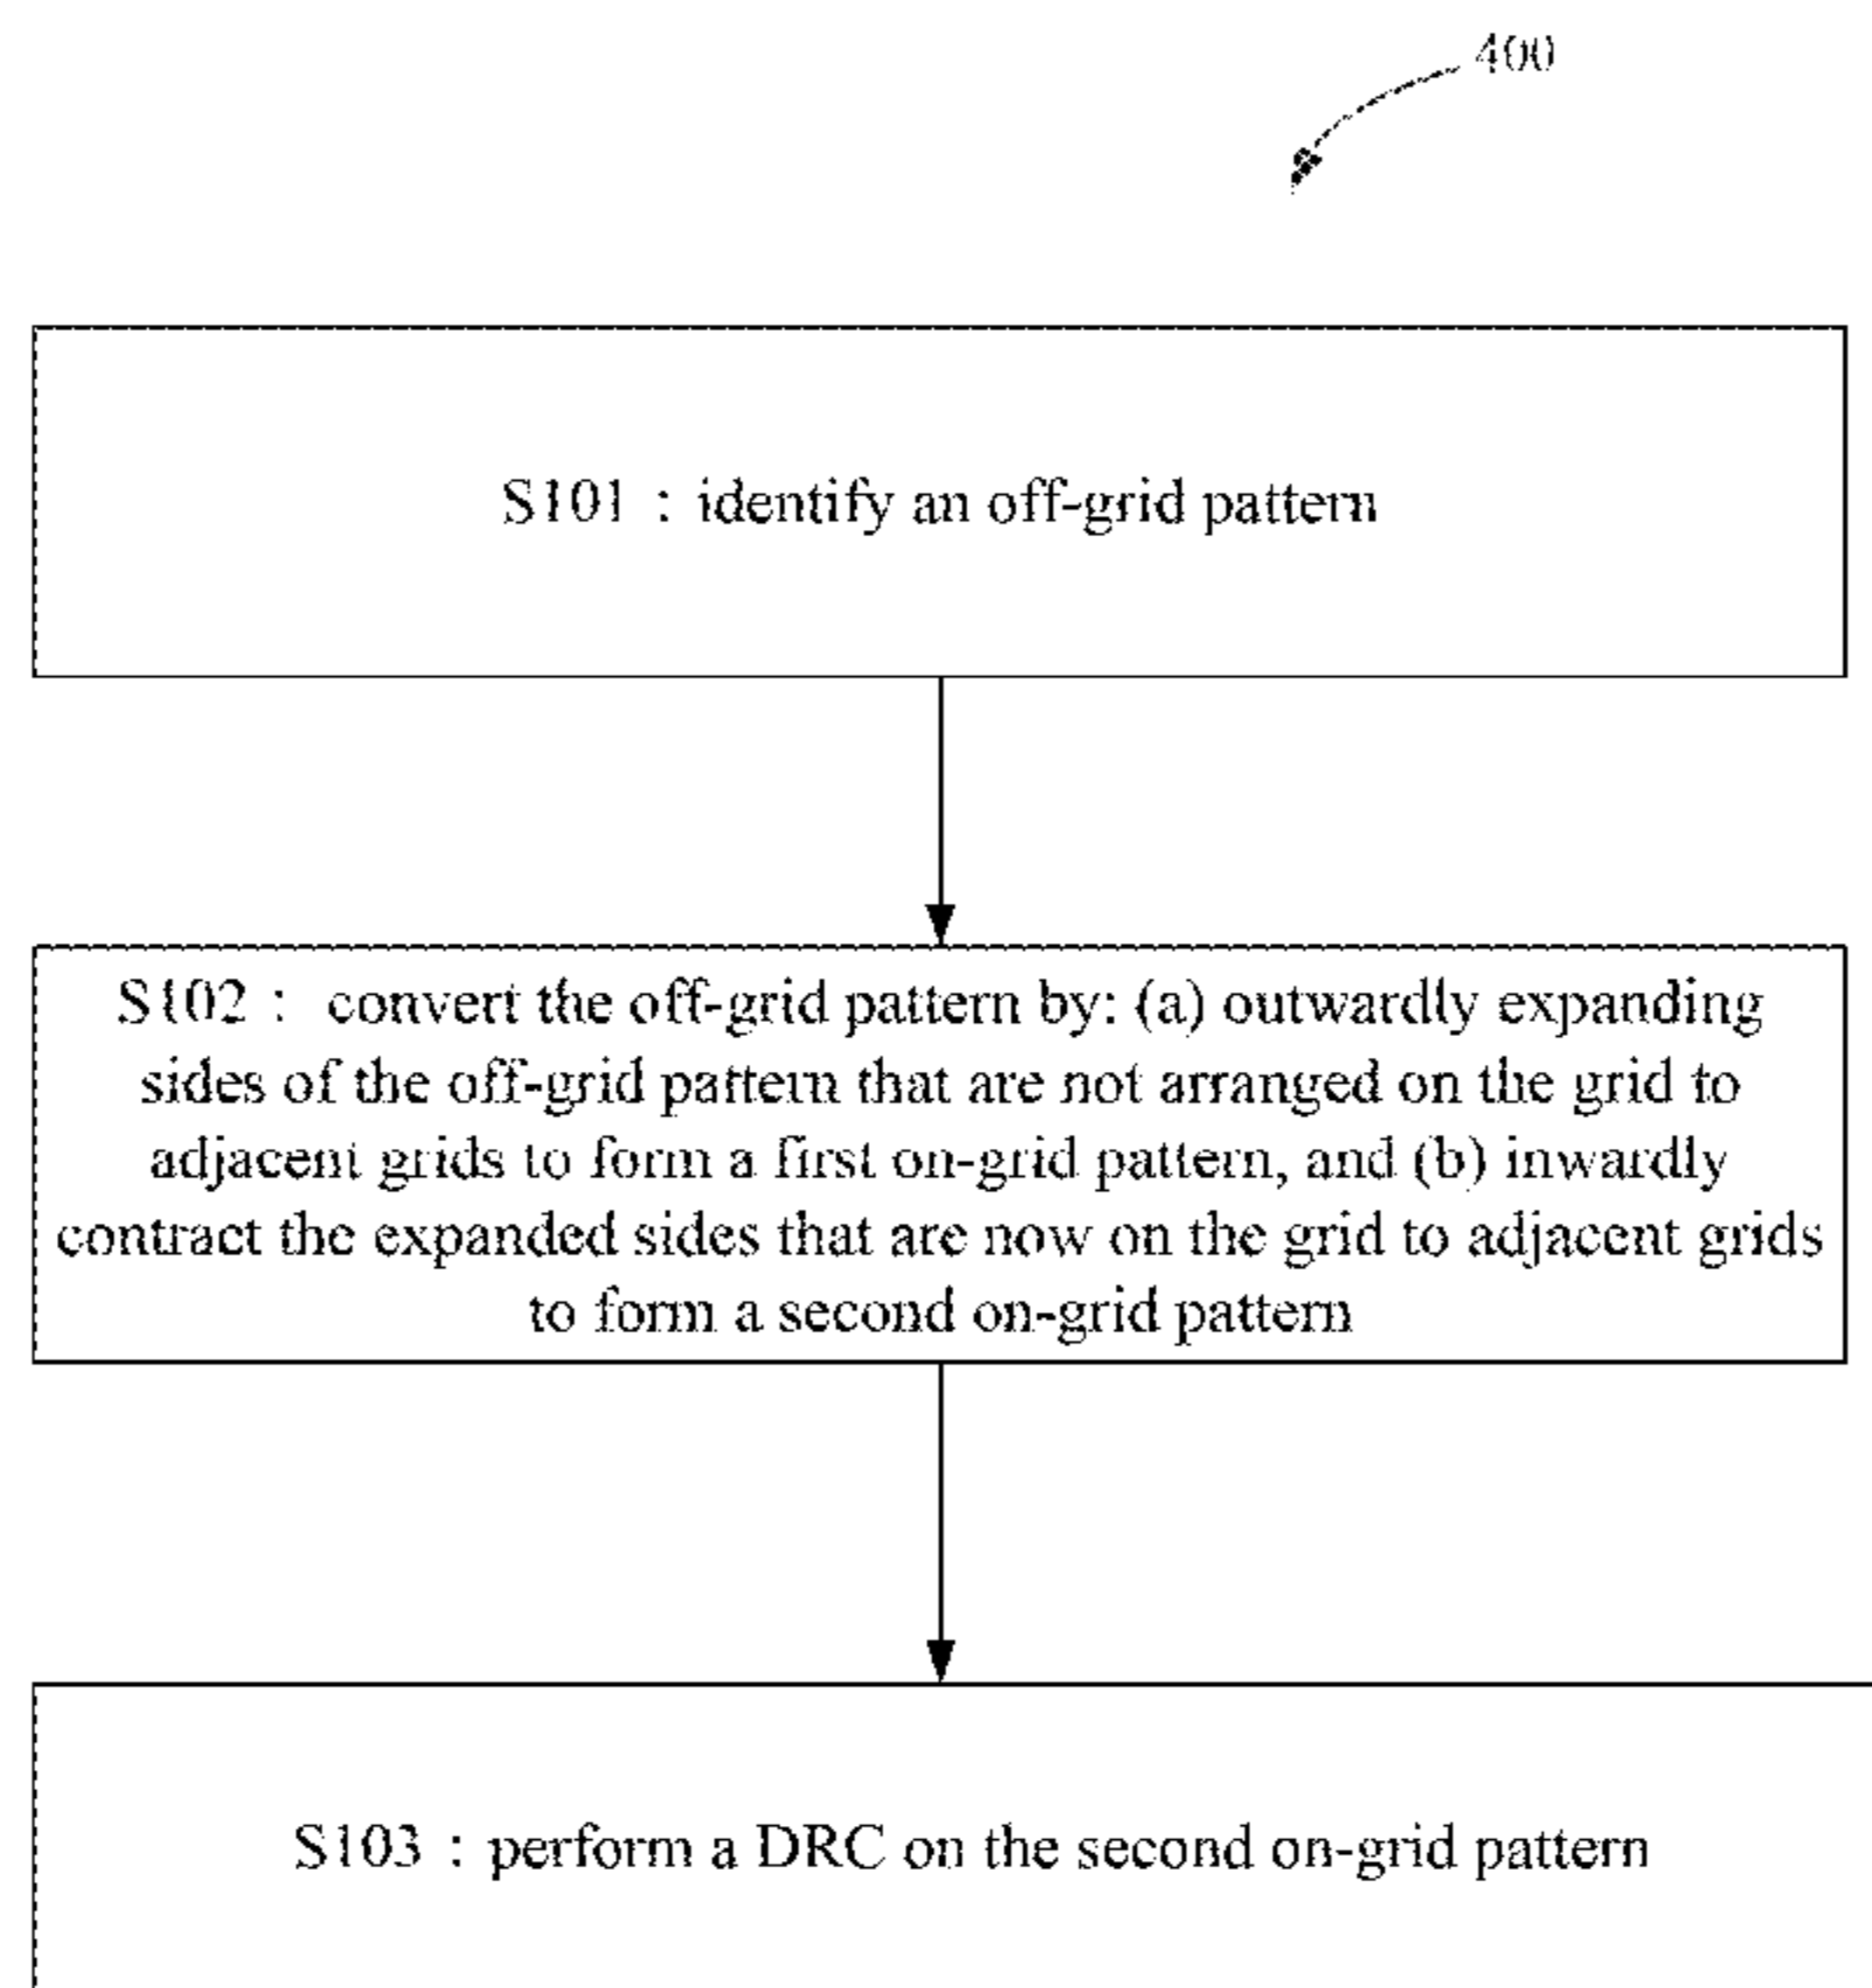 400
S101 : identify an off-grid pattern
S102 : convert the off-grid pattern by: (a) outwardly expanding
sides of the off-grid pattern that are not arranged on the grid to
adjacent grids to form a first on-grid pattern, and (b) inwardly
contract the expanded sides that are now on the grid to adjacent grids
to form a second on-grid pattern
S103 : perform a DRC on the second on-grid pattern